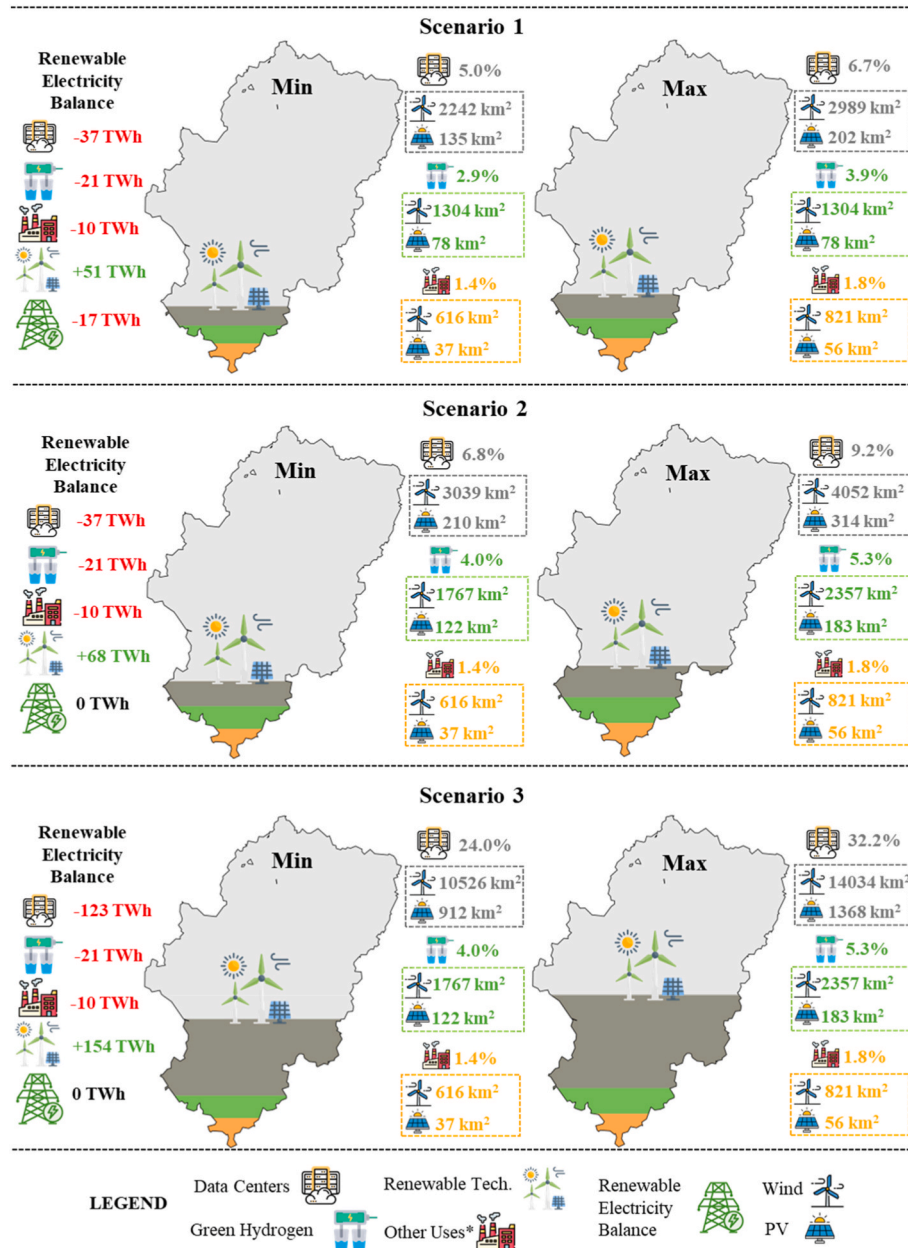 Scenario 1
Renewable
Electricity
Balance
-37 TWh
-21 TWh
-10 TWh
+51 TWh
-17 TWh
Min
5.0%
2242 km²
135 km²
2.9%
1304 km²
78 km²
1.4%
616 km²
37 km²
Max
6.7%
2989 km²
202 km²
3.9%
1304 km²
78 km²
1.8%
821 km²
56 km²
Scenario 2
Renewable
Electricity
Balance
-37 TWh
-21 TWh
-10 TWh
+68 TWh
0 TWh
Min
6.8%
3039 km²
210 km²
4.0%
1767 km²
122 km²
1.4%
616 km²
37 km²
Max
9.2%
4052 km²
314 km²
5.3%
2357 km²
183 km²
1.8%
821 km²
56 km²
Scenario 3
Renewable
Electricity
Balance
-123 TWh
-21 TWh
-10 TWh
+154 TWh
0 TWh
Min
24.0%
10526 km²
912 km²
4.0%
1767 km²
122 km²
1.4%
616 km²
37 km²
Max
32.2%
14034 km²
1368 km²
5.3%
2357 km²
183 km²
1.8%
821 km²
56 km²
LEGEND
Data Centers
Green Hydrogen
Renewable Tech.
Other Uses*
Renewable
Electricity
Balance
Wind
PV